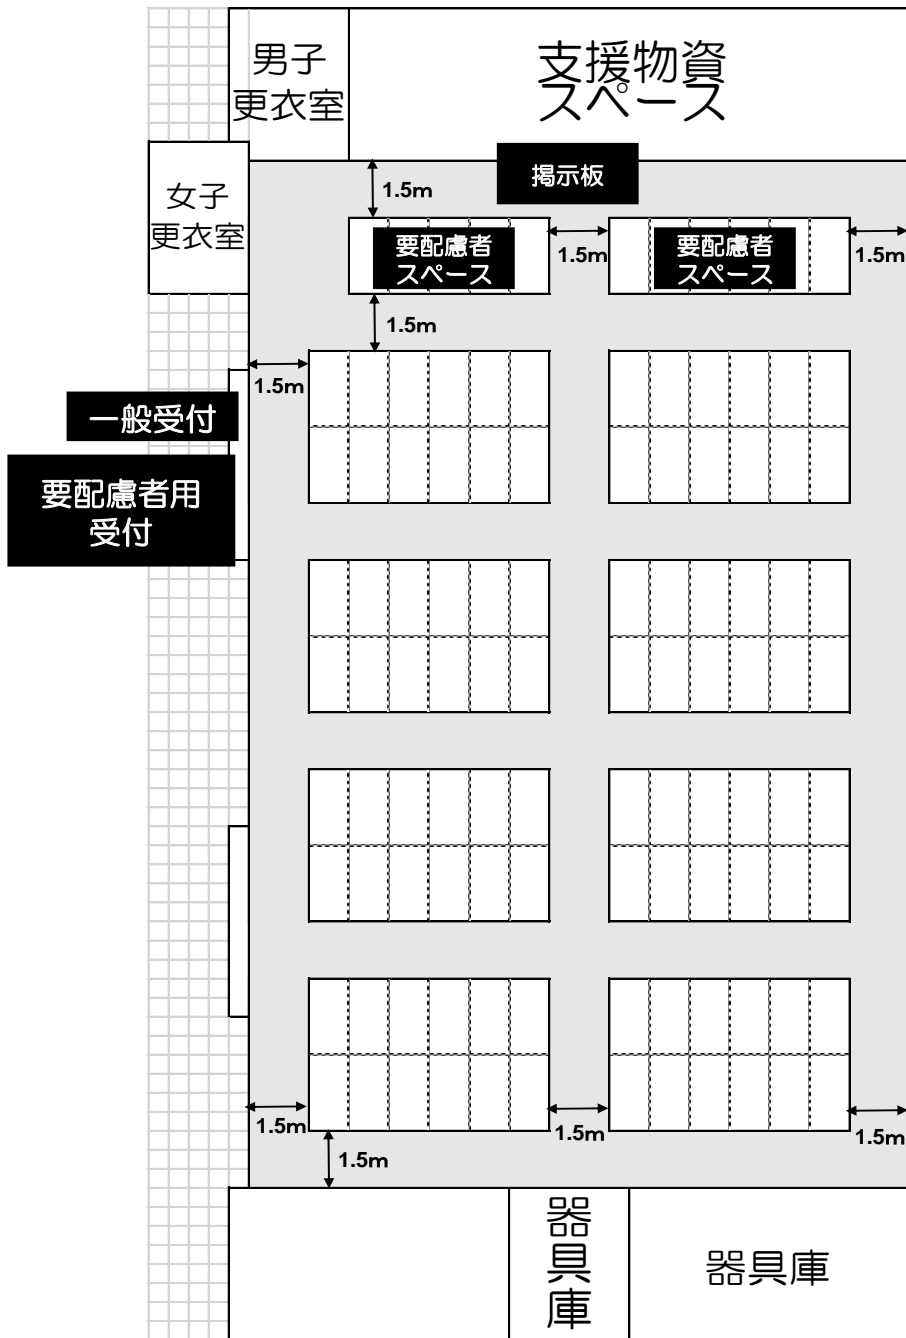 男子
更衣室
支援物資
スペース
掲示板
女子
更衣室
1.5m
要配慮者
スペース
1.5m
要配慮者
スペース
1.5m
1.5m
1.5m
一般受付
要配慮者用
受付
1.5m
1.5m
1.5m
1.5m
器具庫
器具庫